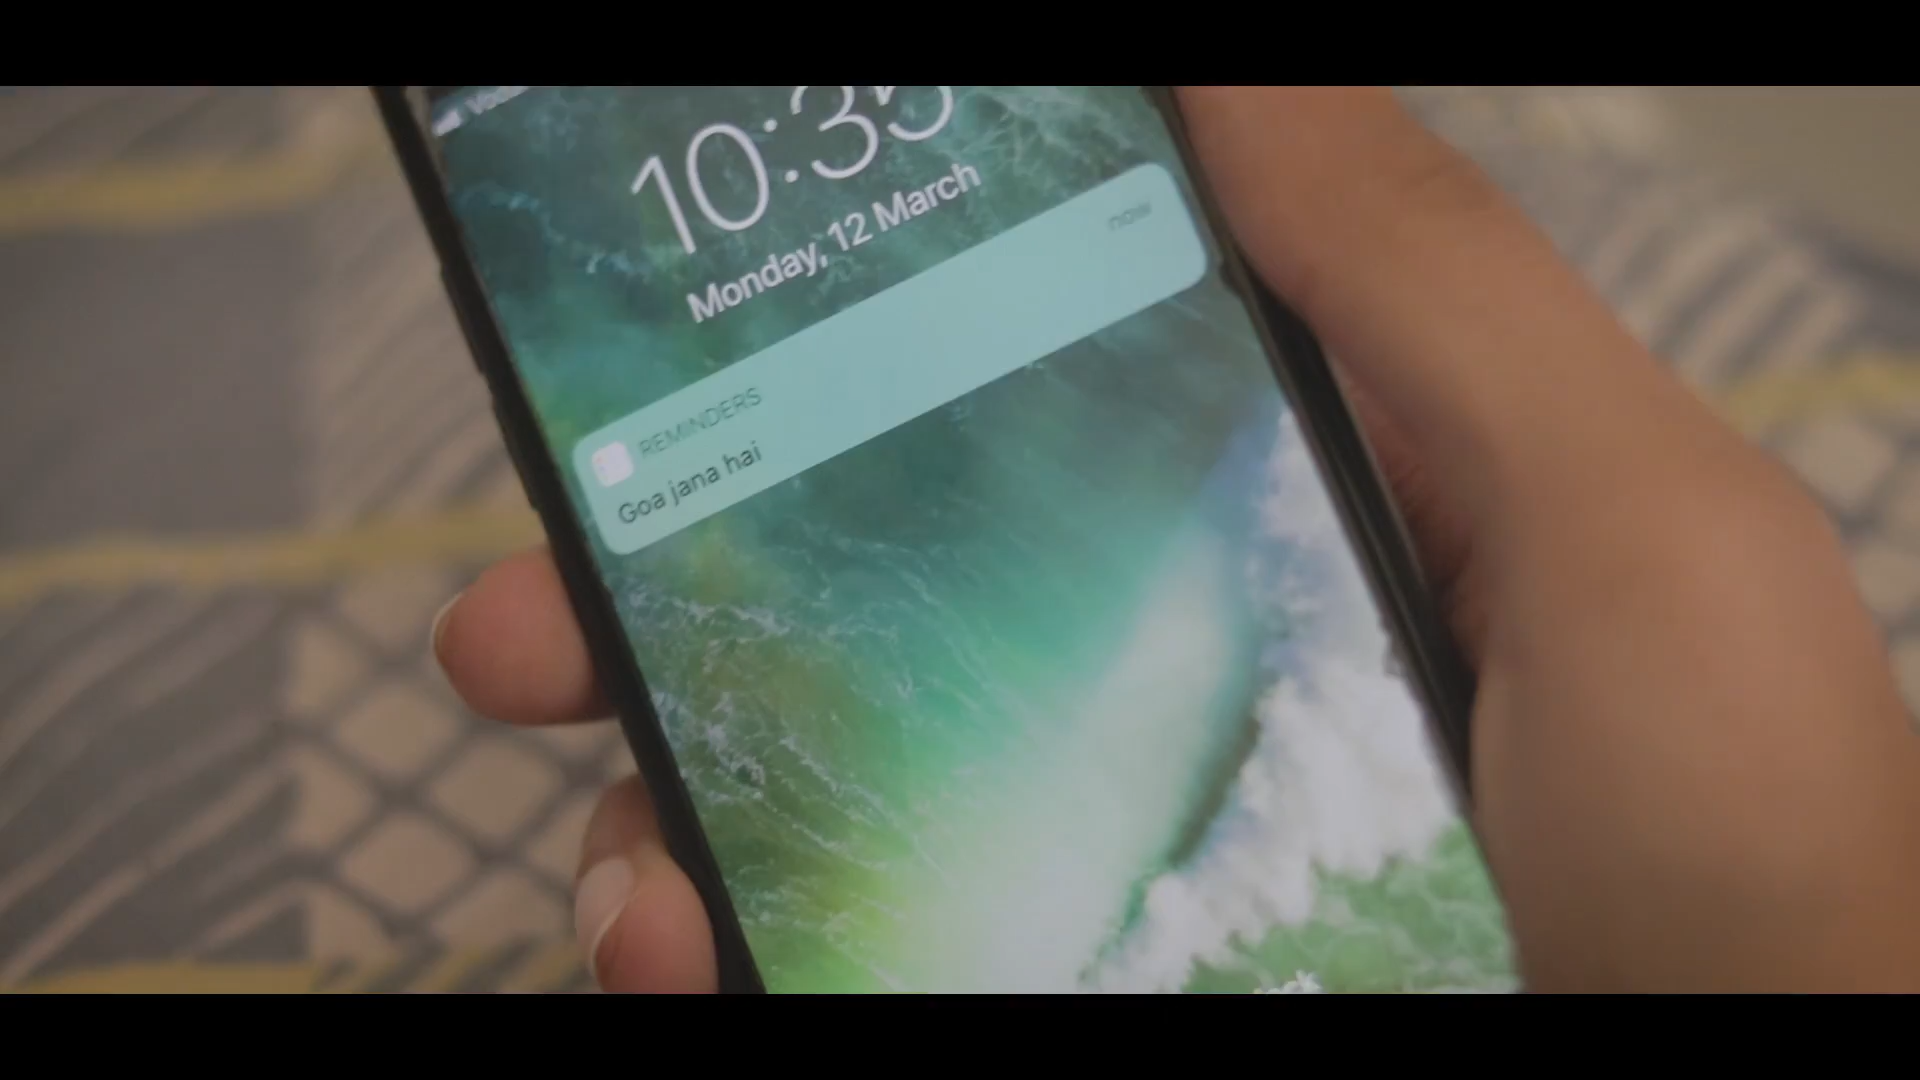 10:35
Monday, 12 March
REMINDERS
now
Goa jana hai